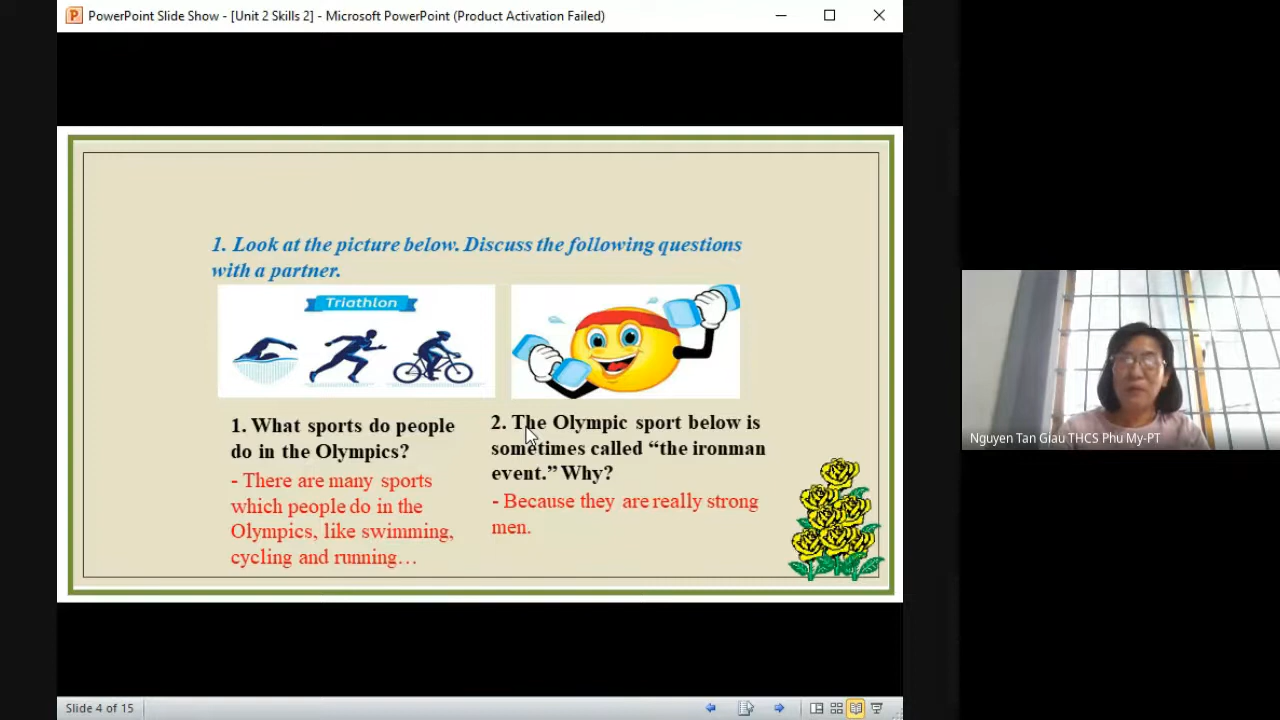 PowerPoint Slide Show - [Unit 2 Skills 2] - Microsoft PowerPoint (Product Activation Failed)
1. Look at the picture below. Discuss the following questions
with a partner.
Triathlon
1. What sports do people
do in the Olympics?
- There are many sports
which people do in the
Olympics, like swimming,
cycling and running…
2. The Olympic sport below is
sometimes called “the ironman
event.” Why?
- Because they are really strong
men.
Nguyen Tan Giau THCS Phu My-PT
Slide 4 of 15